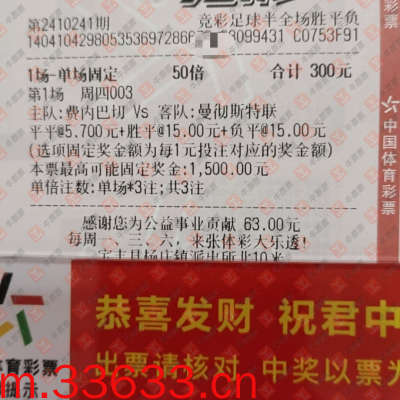 第2410241期
竞彩足球半全场胜平负
8099431 C0753F91
1场-单场固定 50倍 合计 300元
第1场 周四003
主队:费内巴切 Vs 客队:曼彻斯特联
平平@5.700元+胜平@15.00元+负平@15.00元
(选项固定奖金额为每1元投注对应的奖金额)
本票最高可能固定奖金:1,500.00元
单倍注数:单场*3注;共3注
感谢您为公益事业贡献 63.00元
每周一、三、六,来张体彩大乐透!
中国体育彩票
恭喜发财 祝君中
育彩票
出票请核对 中奖以票为
m.33633.cn
提示